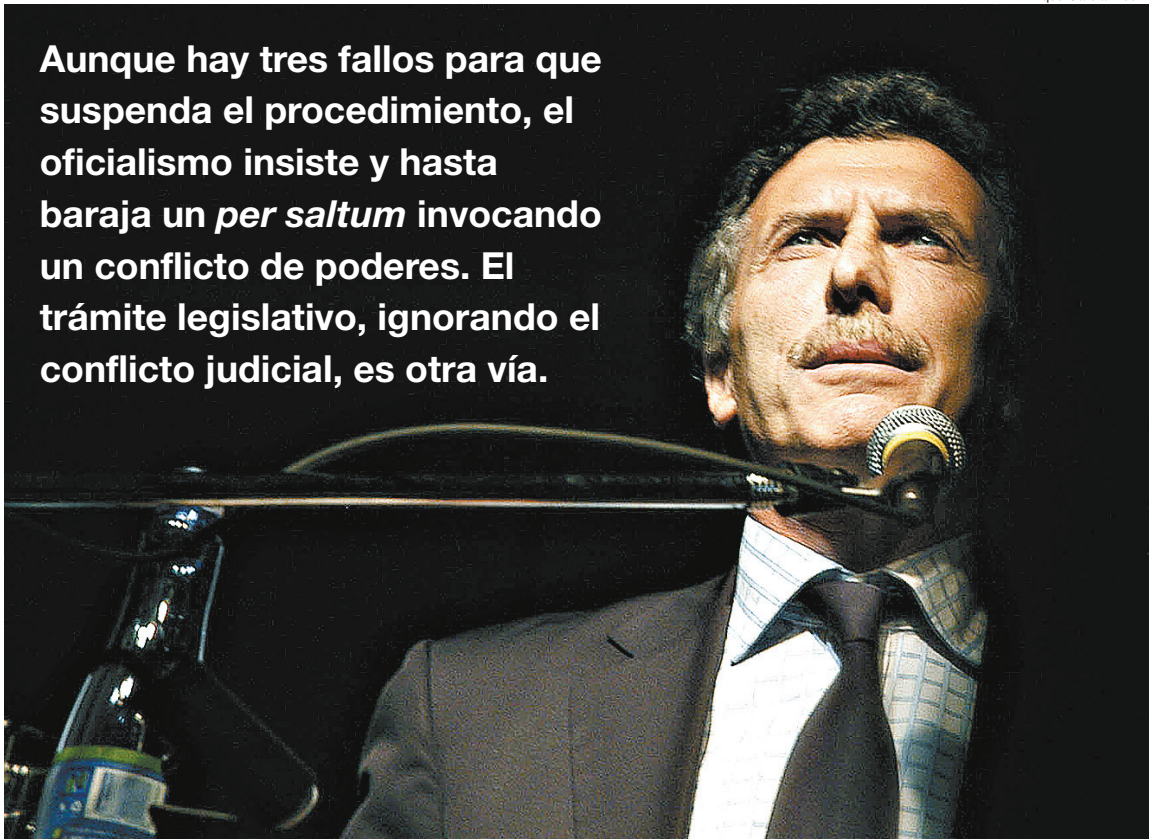 Aunque hay tres fallos para que
suspenda el procedimiento, el
oficialismo insiste y hasta
baraja un per saltum invocando
un conflicto de poderes. El
trámite legislativo, ignorando el
conflicto judicial, es otra vía.